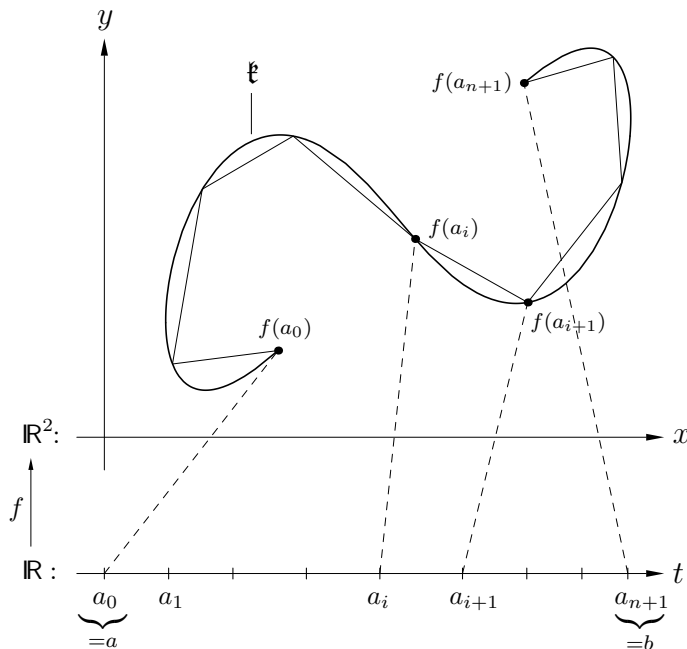 y
𝔨
f(a_{n+1})
f(a_i)
f(a_0)
f(a_{i+1})
ℝ²:
x
f
ℝ :
t
a_0 a_1 a_i a_{i+1} a_{n+1}
=a =b